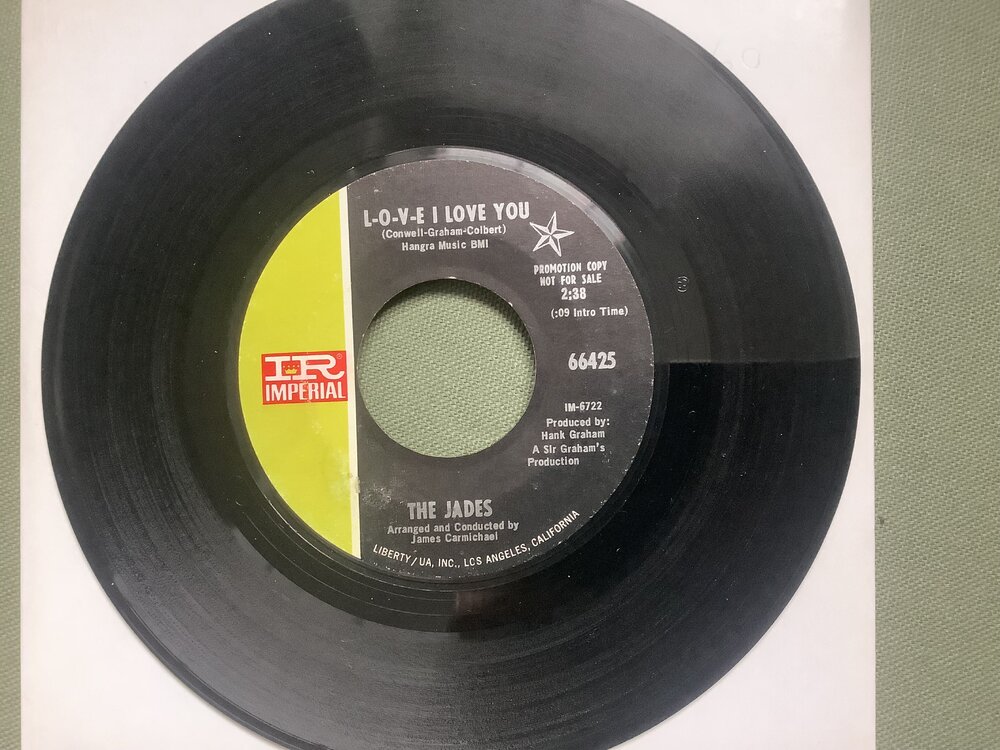 L-O-V-E I LOVE YOU
(Conwell-Graham-Colbert)
Hangra Music BMI
PROMOTION COPY
NOT FOR SALE
2:38
(:09 Intro Time)
66425
IR®
IMPERIAL
IM-6722
Produced by:
Hank Graham
A Sir Graham's
Production
THE JADES
Arranged and Conducted by
James Carmichael
LIBERTY/UA, INC., LOS ANGELES, CALIFORNIA